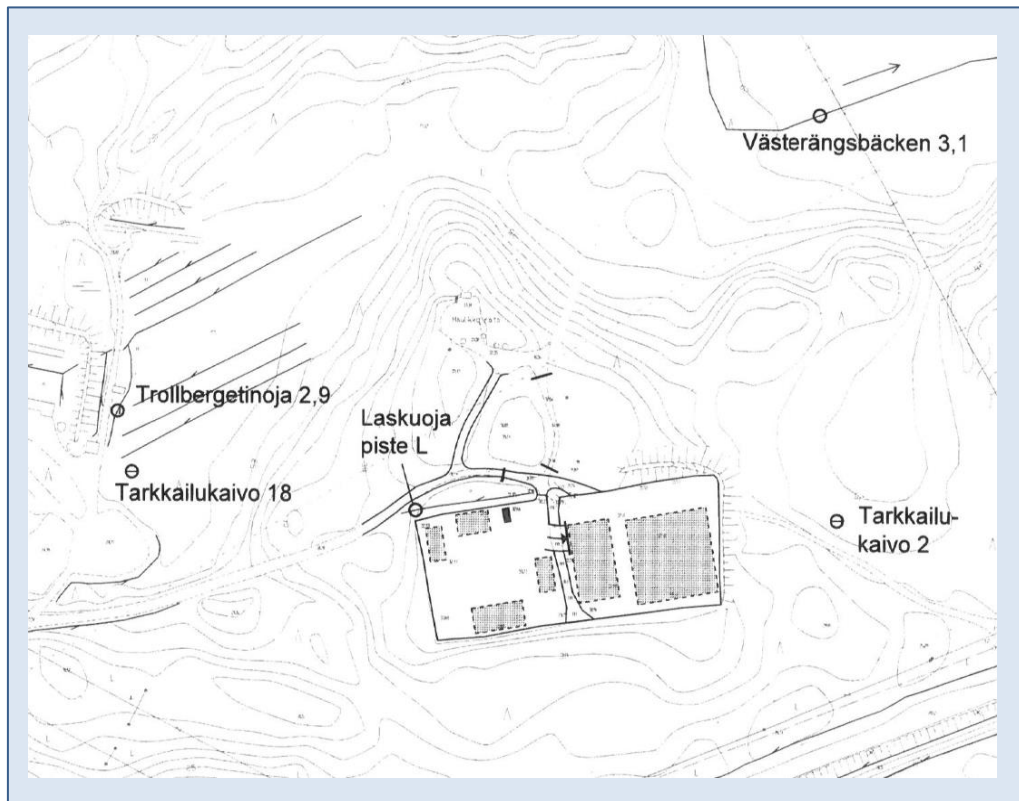 Västerängsbäcken 3,1
Trollbergetinoja 2,9
Laskuoja
piste L
Tarkkailukaivo 18
Tarkkailu-
kaivo 2